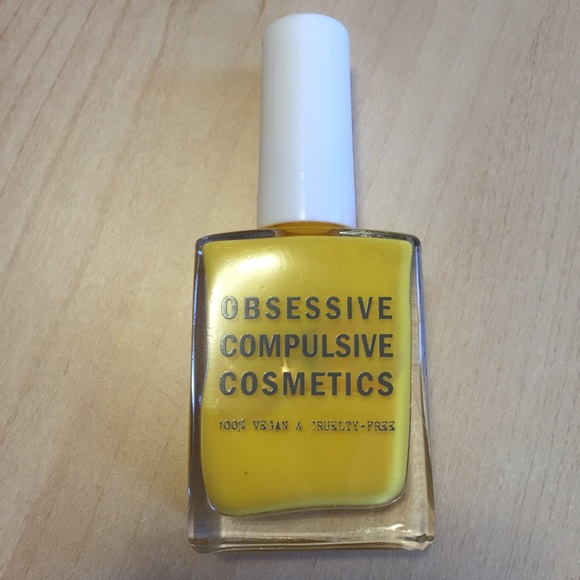 OBSESSIVE
COMPULSIVE
COSMETICS
100% VEGAN & CRUELTY-FREE